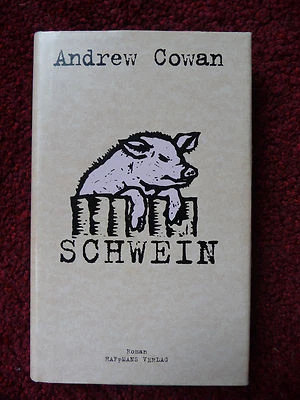 Andrew Cowan
SCHWEIN
Roman
HAFFMANS VERLAG